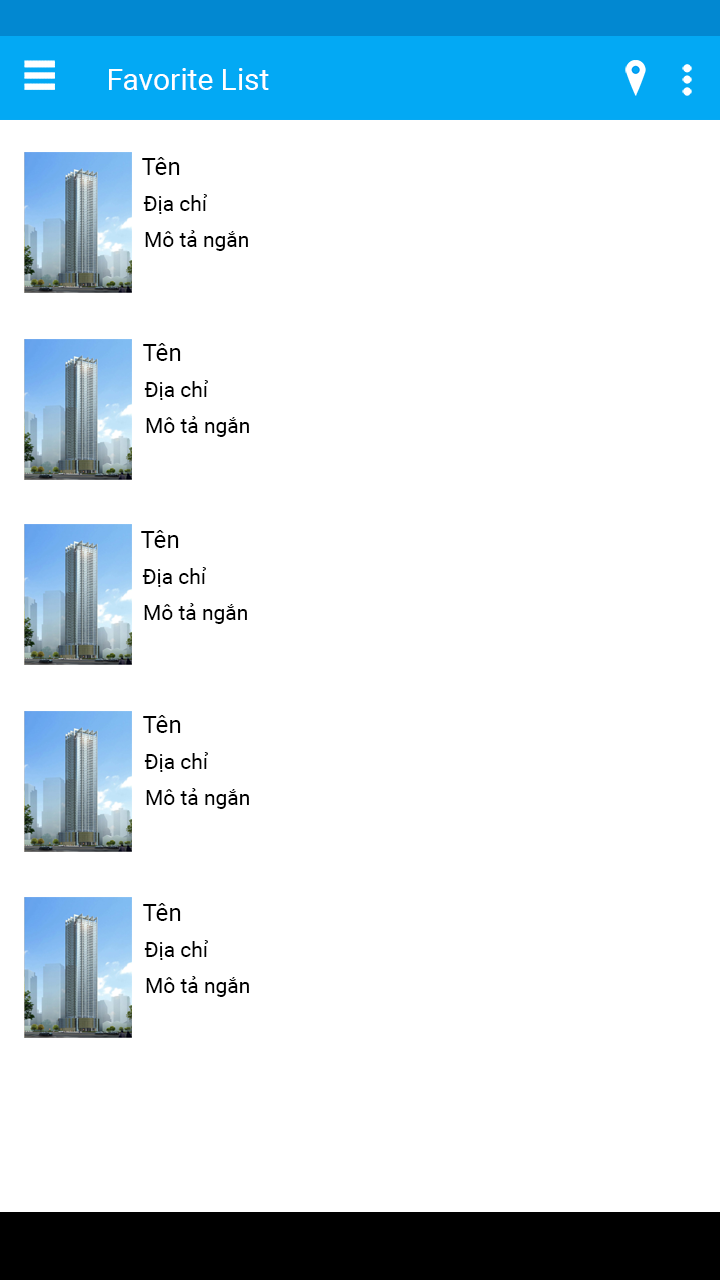 Favorite List
Tên
Địa chỉ
Mô tả ngắn
Tên
Địa chỉ
Mô tả ngắn
Tên
Địa chỉ
Mô tả ngắn
Tên
Địa chỉ
Mô tả ngắn
Tên
Địa chỉ
Mô tả ngắn